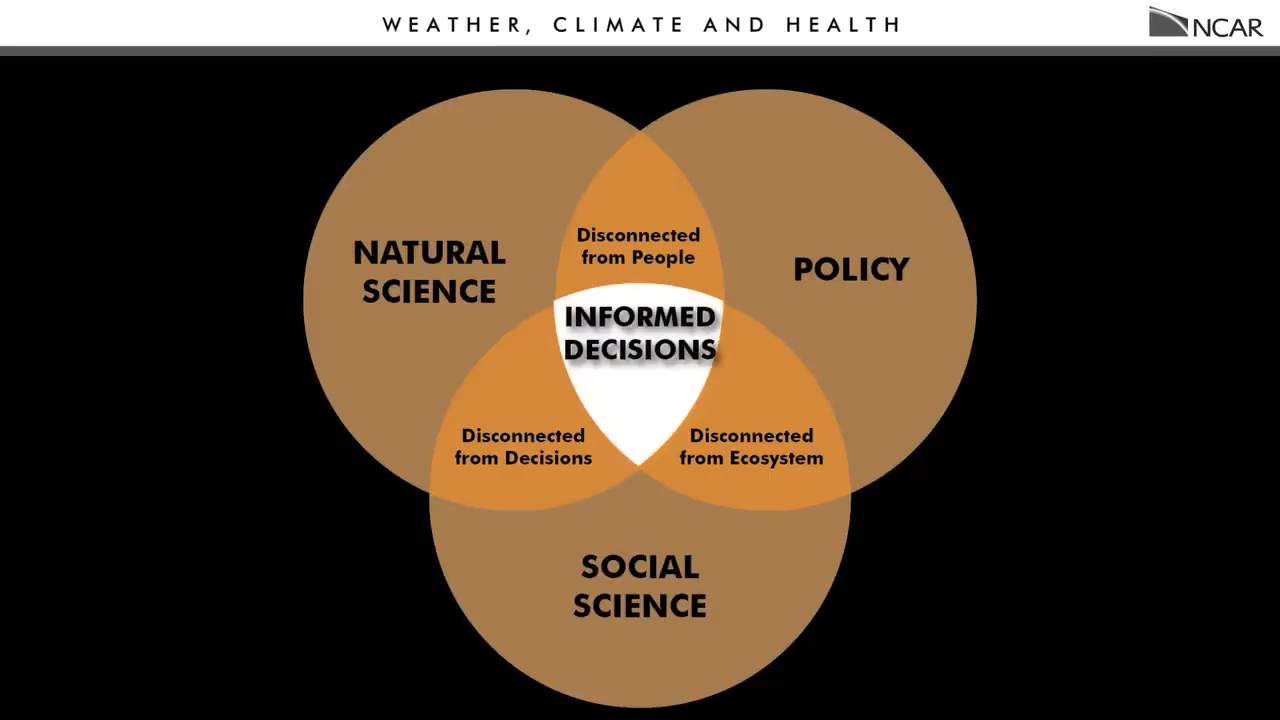 WEATHER, CLIMATE AND HEALTH
NCAR
Disconnected
from People
NATURAL
SCIENCE
POLICY
INFORMED
DECISIONS
Disconnected
from Decisions
Disconnected
from Ecosystem
SOCIAL
SCIENCE